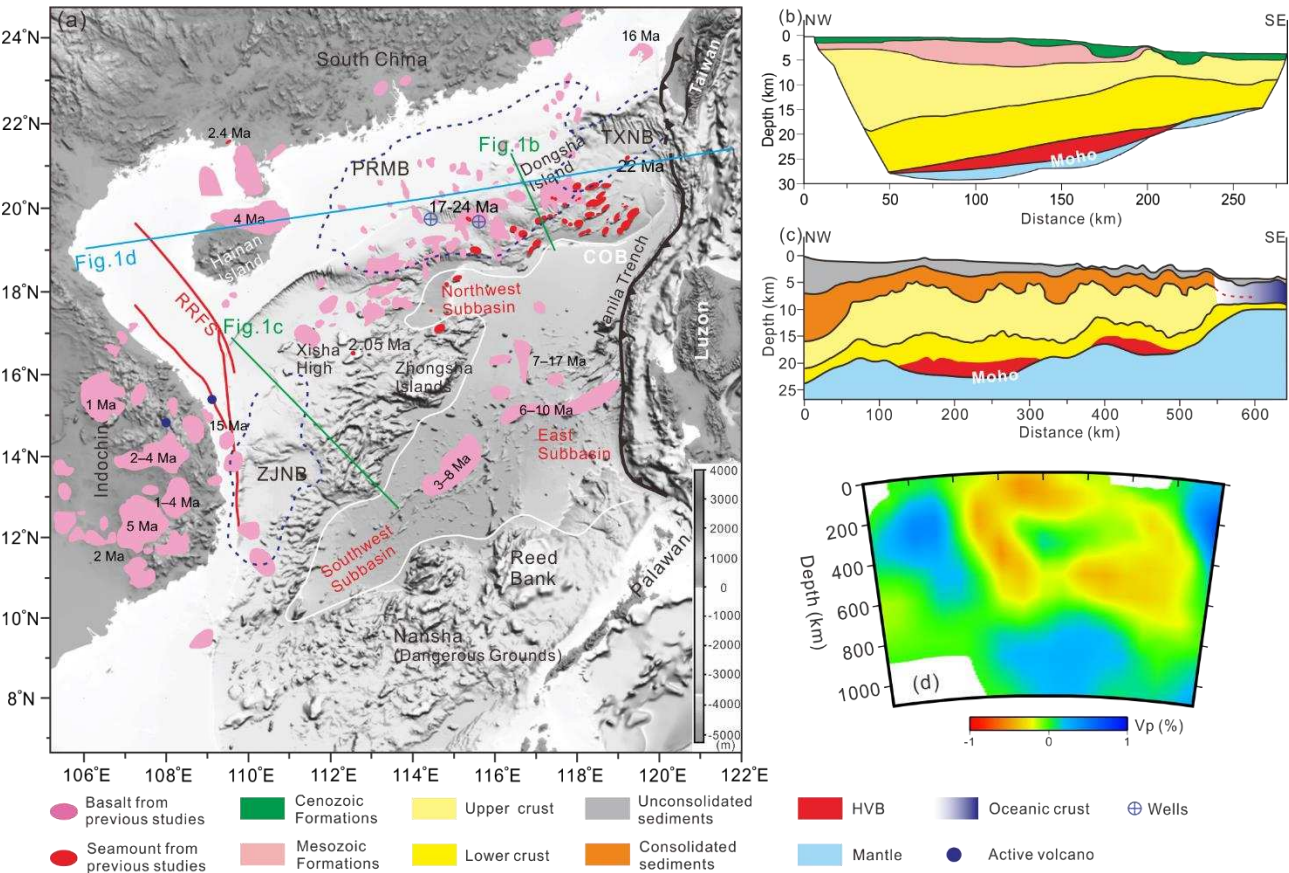 (a)
24°N
22°N
20°N
18°N
16°N
14°N
12°N
10°N
8°N
106°E
108°E
110°E
112°E
114°E
116°E
118°E
120°E
122°E
South China
16 Ma
Taiwan
2.4 Ma
PRMB
Fig.1b
Dongsha
Island
TXNB
22 Ma
17-24 Ma
4 Ma
Hainan
Island
Fig.1d
COB
Manila Trench
RRFS
Northwest
Subbasin
Luzon
Fig.1c
Xisha
High
2.05 Ma
Zhongsha
Islands
7–17 Ma
1 Ma
6–10 Ma
15 Ma
East
Subbasin
Indochina
2–4 Ma
ZJNB
3–8 Ma
1–4 Ma
5 Ma
2 Ma
Southwest
Subbasin
Reed
Bank
Palawan
Nansha
(Dangerous Grounds)
4000
3000
2000
1000
0
-1000
-2000
-3000
-4000
-5000
(m)
(b) NW
SE
0
5
10
15
20
25
30
Depth (km)
Moho
0
50
100
150
200
250
Distance (km)
(c) NW
SE
0
5
10
15
20
25
Depth (km)
Moho
0
100
200
300
400
500
600
Distance (km)
0
200
400
600
800
1000
Depth (km)
(d)
Vp (%)
-1
0
1
Basalt from
previous studies
Cenozoic
Formations
Upper crust
Unconsolidated
sediments
HVB
Oceanic crust
Wells
Seamount from
previous studies
Mesozoic
Formations
Lower crust
Consolidated
sediments
Mantle
Active volcano